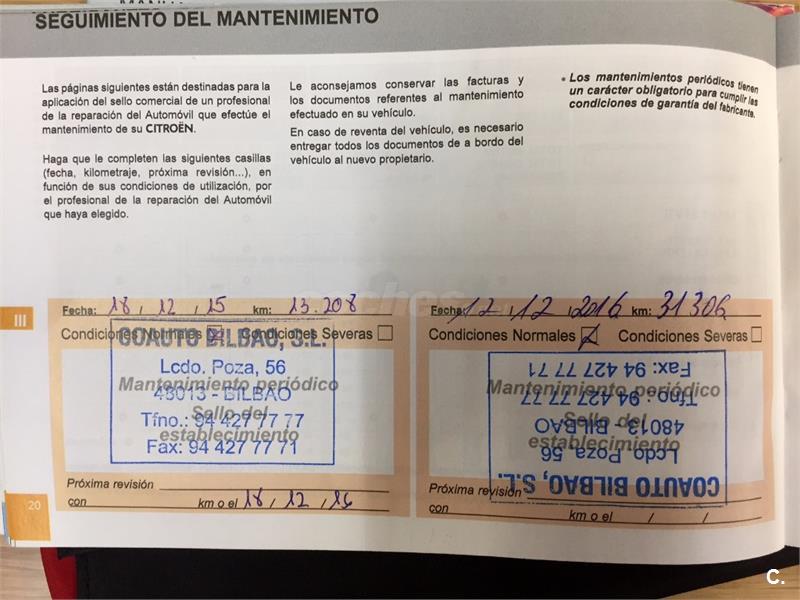 SEGUIMIENTO DEL MANTENIMIENTO
Las páginas siguientes están destinadas para la
aplicación del sello comercial de un profesional
de la reparación del Automóvil que efectúe el
mantenimiento de su CITROËN.
Haga que le completen las siguientes casillas
(fecha, kilometraje, próxima revisión...), en
función de sus condiciones de utilización, por
el profesional de la reparación del Automóvil
que haya elegido.
Le aconsejamos conservar las facturas y
los documentos referentes al mantenimiento
efectuado en su vehículo.
En caso de reventa del vehículo, es necesario
entregar todos los documentos de a bordo del
vehículo al nuevo propietario.
• Los mantenimientos periódicos tienen
un carácter obligatorio para cumplir las
condiciones de garantía del fabricante.
III
Fecha: 18, 12, 15 km: 13.208
Condiciones Normales Condiciones Severas
COAUTO BILBAO, S.L.
Lcdo. Poza, 56
Mantenimiento periódico
48013 - BILBAO
Sello del
Tfno.: 94 427 77 77
establecimiento
Fax: 94 427 77 71
Próxima revisión
con km o el 18, 12, 16
Fecha: 12, 12, 2016 km: 31306
Condiciones Normales Condiciones Severas
Fax: 94 427 77 71
Mantenimiento periódico
Tfno.: 94 427 77 77
Sello del
48013 - BILBAO
establecimiento
Lcdo. Poza, 56
COAUTO BILBAO, S.L.
Próxima revisión
con km o el / /
20
C.